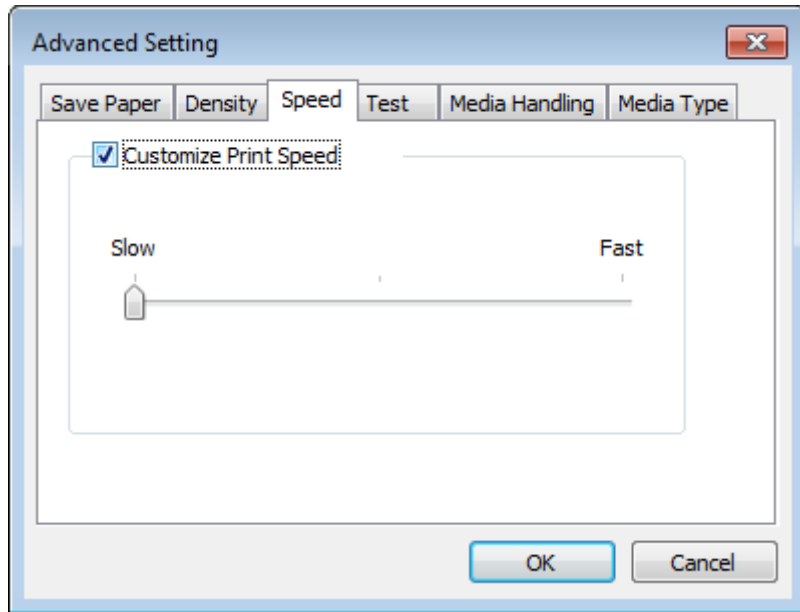 Advanced Setting
Save Paper Density Speed Test Media Handling Media Type
Customize Print Speed
Slow Fast
OK Cancel